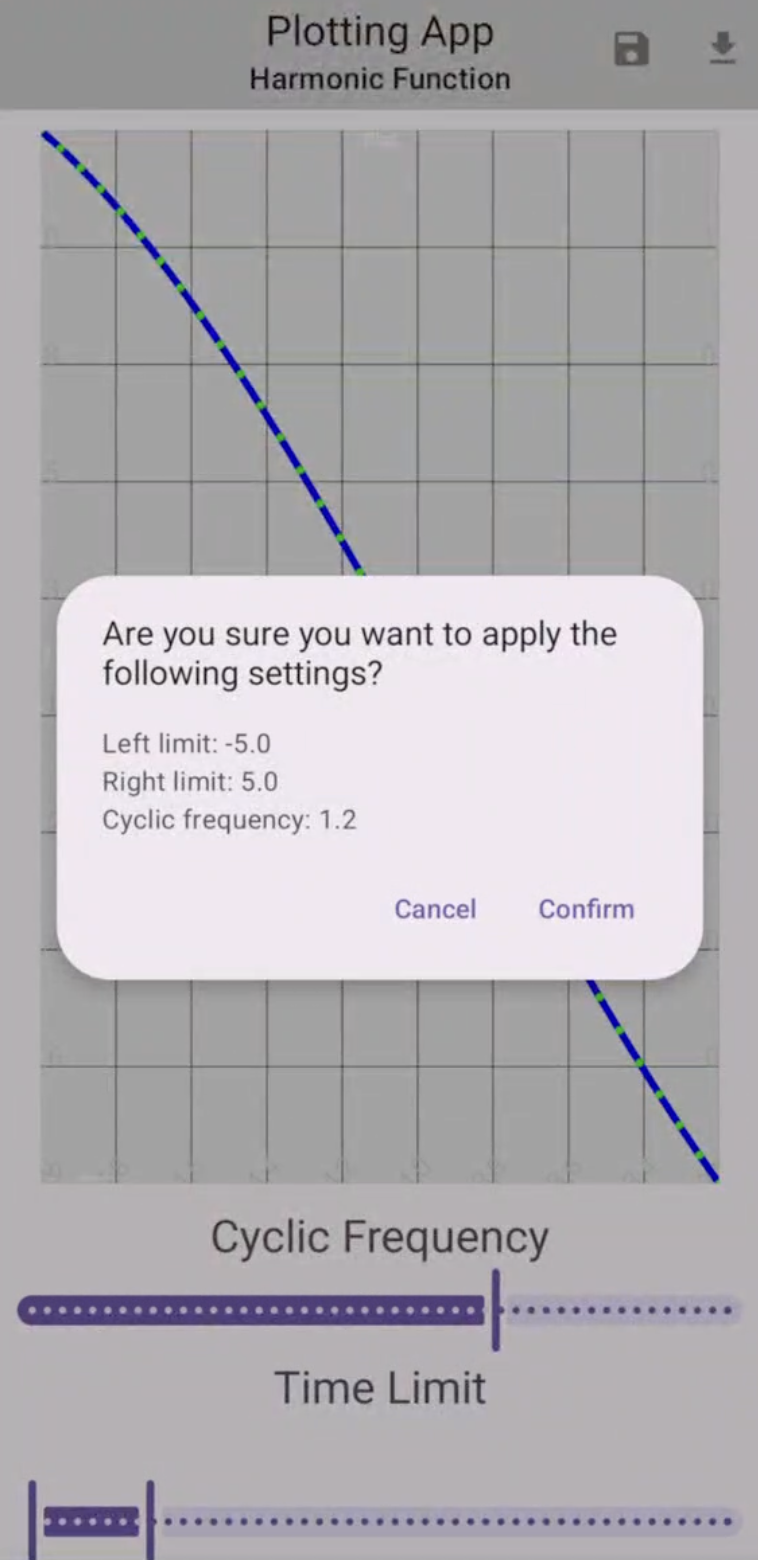 Plotting App
Harmonic Function
Are you sure you want to apply the
following settings?
Left limit: -5.0
Right limit: 5.0
Cyclic frequency: 1.2
Cancel
Confirm
Cyclic Frequency
Time Limit